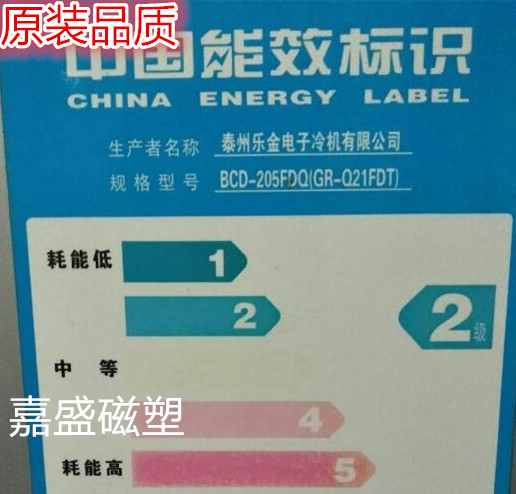 原装品质
中国能效标识
CHINA ENERGY LABEL
生产者名称 泰州乐金电子冷机有限公司
规格型号 BCD-205FDQ(GR-Q21FDT)
耗能低 1
2
2级
中 等
嘉盛磁塑
4
耗能高 5